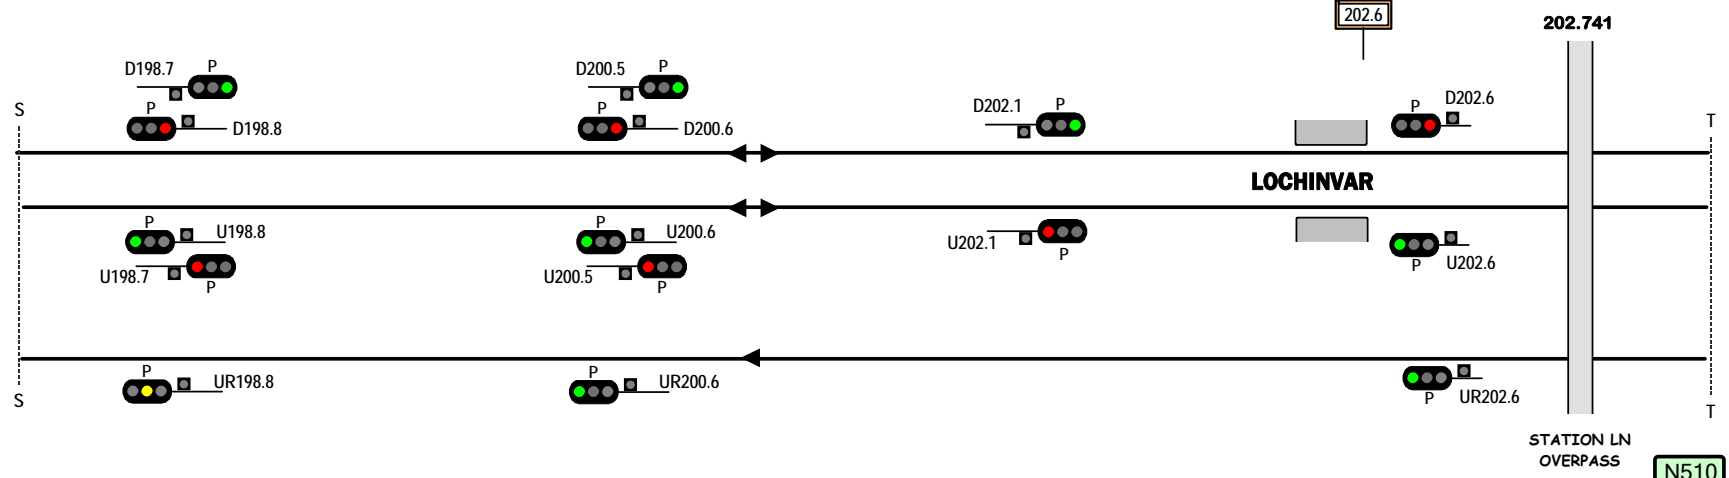 202.6
202.741
D198.7
P
D200.5
P
S
P
D198.8
P
D200.6
D202.1
P
P
D202.6
T
LOCHINVAR
P
U198.8
P
U200.6
U202.1
P
P
U202.6
U198.7
P
U200.5
P
P
UR198.8
P
UR200.6
P
UR202.6
S
T
STATION LN
OVERPASS
N510